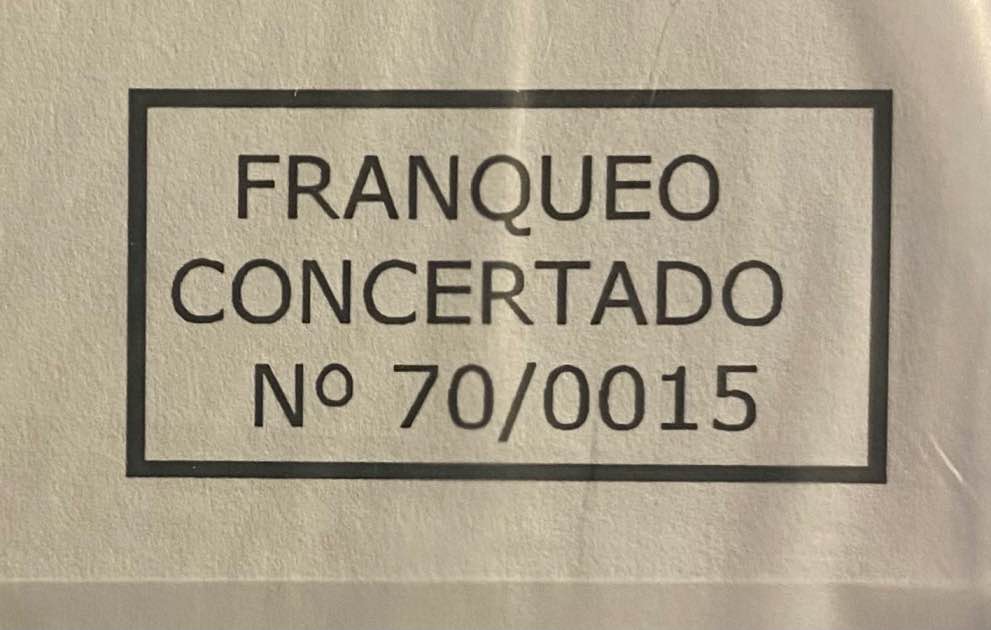 FRANQUEO
CONCERTADO
Nº 70/0015